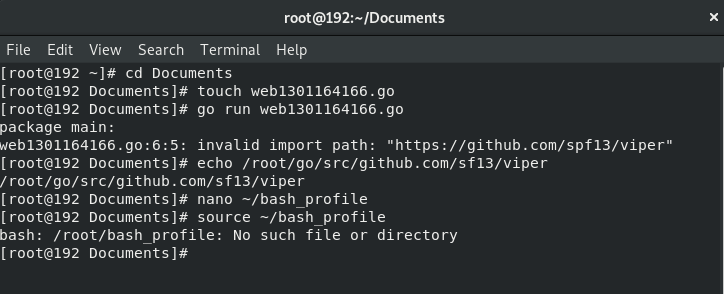 root@192:~/Documents
File Edit View Search Terminal Help
[root@192 ~]# cd Documents
[root@192 Documents]# touch web1301164166.go
[root@192 Documents]# go run web1301164166.go
package main:
web1301164166.go:6:5: invalid import path: "https://github.com/spf13/viper"
[root@192 Documents]# echo /root/go/src/github.com/sf13/viper
/root/go/src/github.com/sf13/viper
[root@192 Documents]# nano ~/bash_profile
[root@192 Documents]# source ~/bash_profile
bash: /root/bash_profile: No such file or directory
[root@192 Documents]#